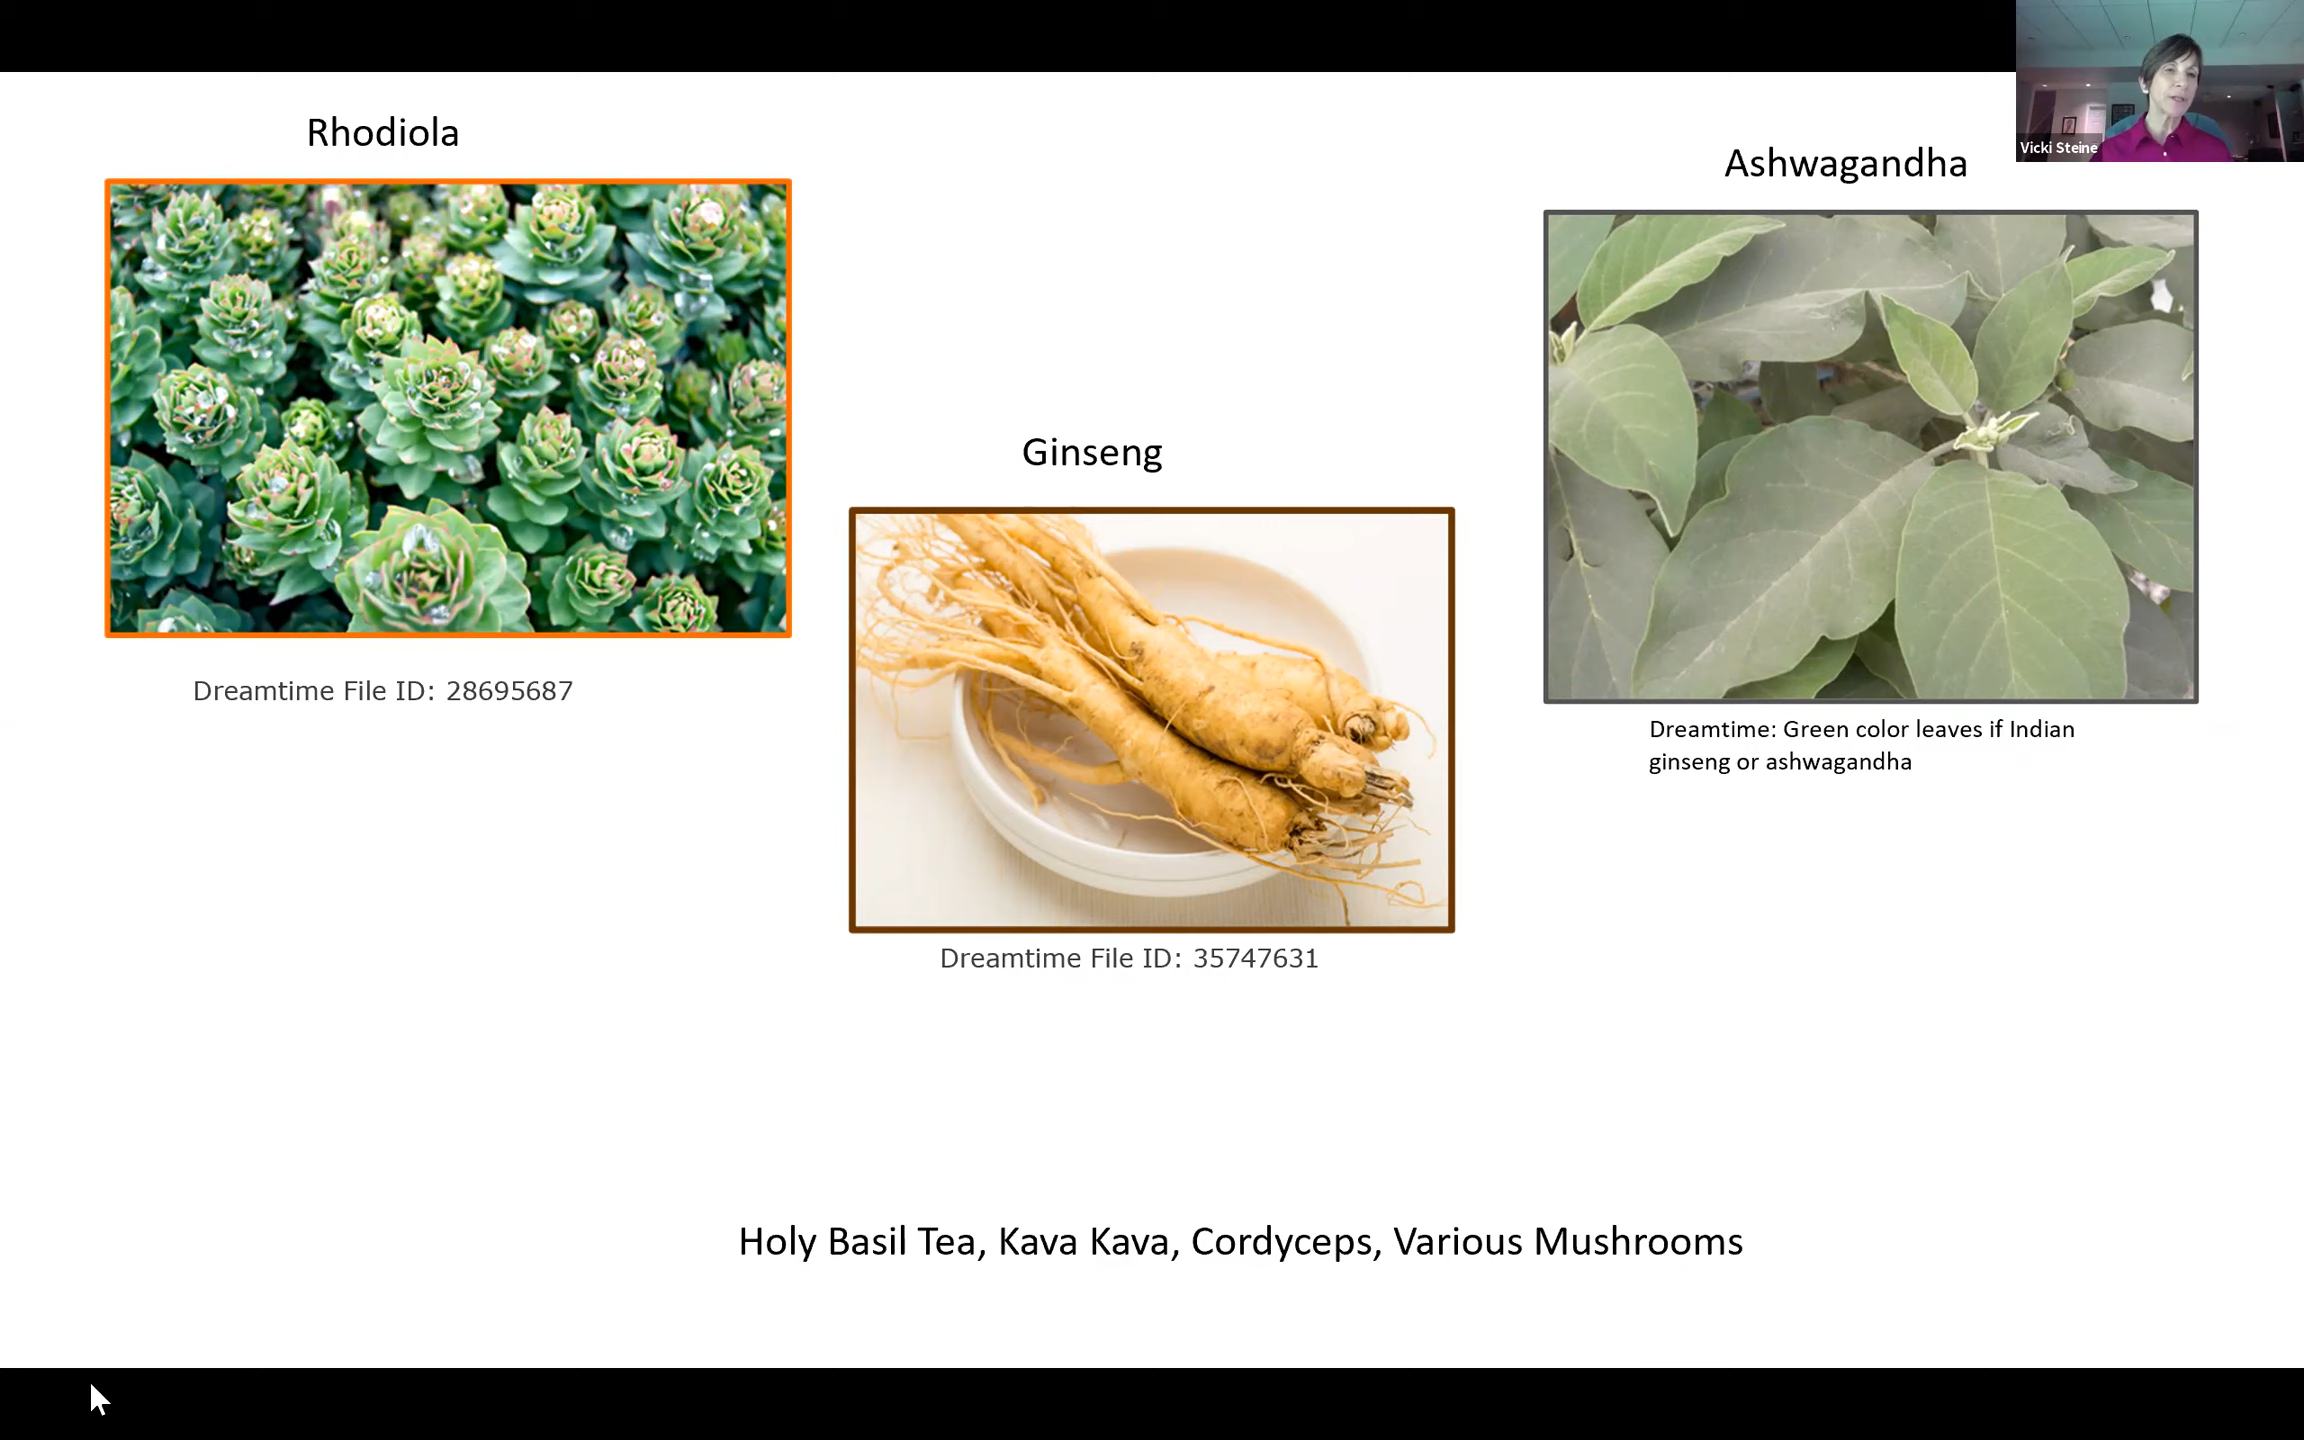 Rhodiola
Vicki Steine
Ashwagandha
Ginseng
Dreamtime File ID: 28695687
Dreamtime: Green color leaves if Indian
ginseng or ashwagandha
Dreamtime File ID: 35747631
Holy Basil Tea, Kava Kava, Cordyceps, Various Mushrooms